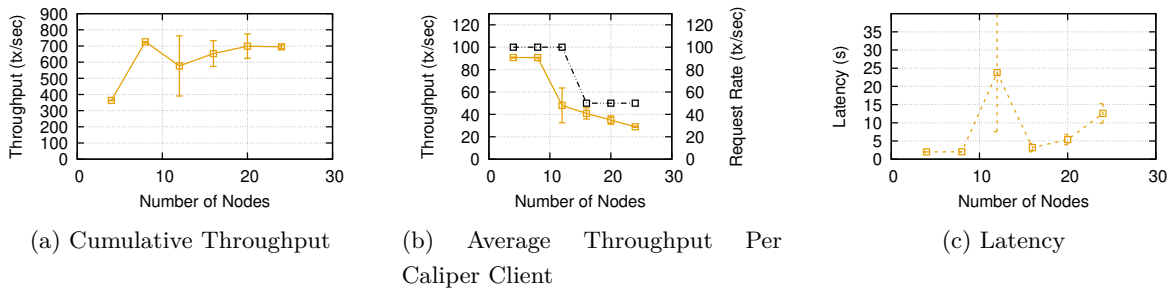 Throughput (tx/sec)
900
800
700
600
500
400
300
200
100
0
0 10 20 30
Number of Nodes
(a) Cumulative Throughput
Throughput (tx/sec)
120
100
80
60
40
20
0
0 10 20 30
Number of Nodes
120
100
80
60
40
20
0
Request Rate (tx/sec)
(b) Average Throughput Per
Caliper Client
Latency (s)
35
30
25
20
15
10
5
0
0 10 20 30
Number of Nodes
(c) Latency